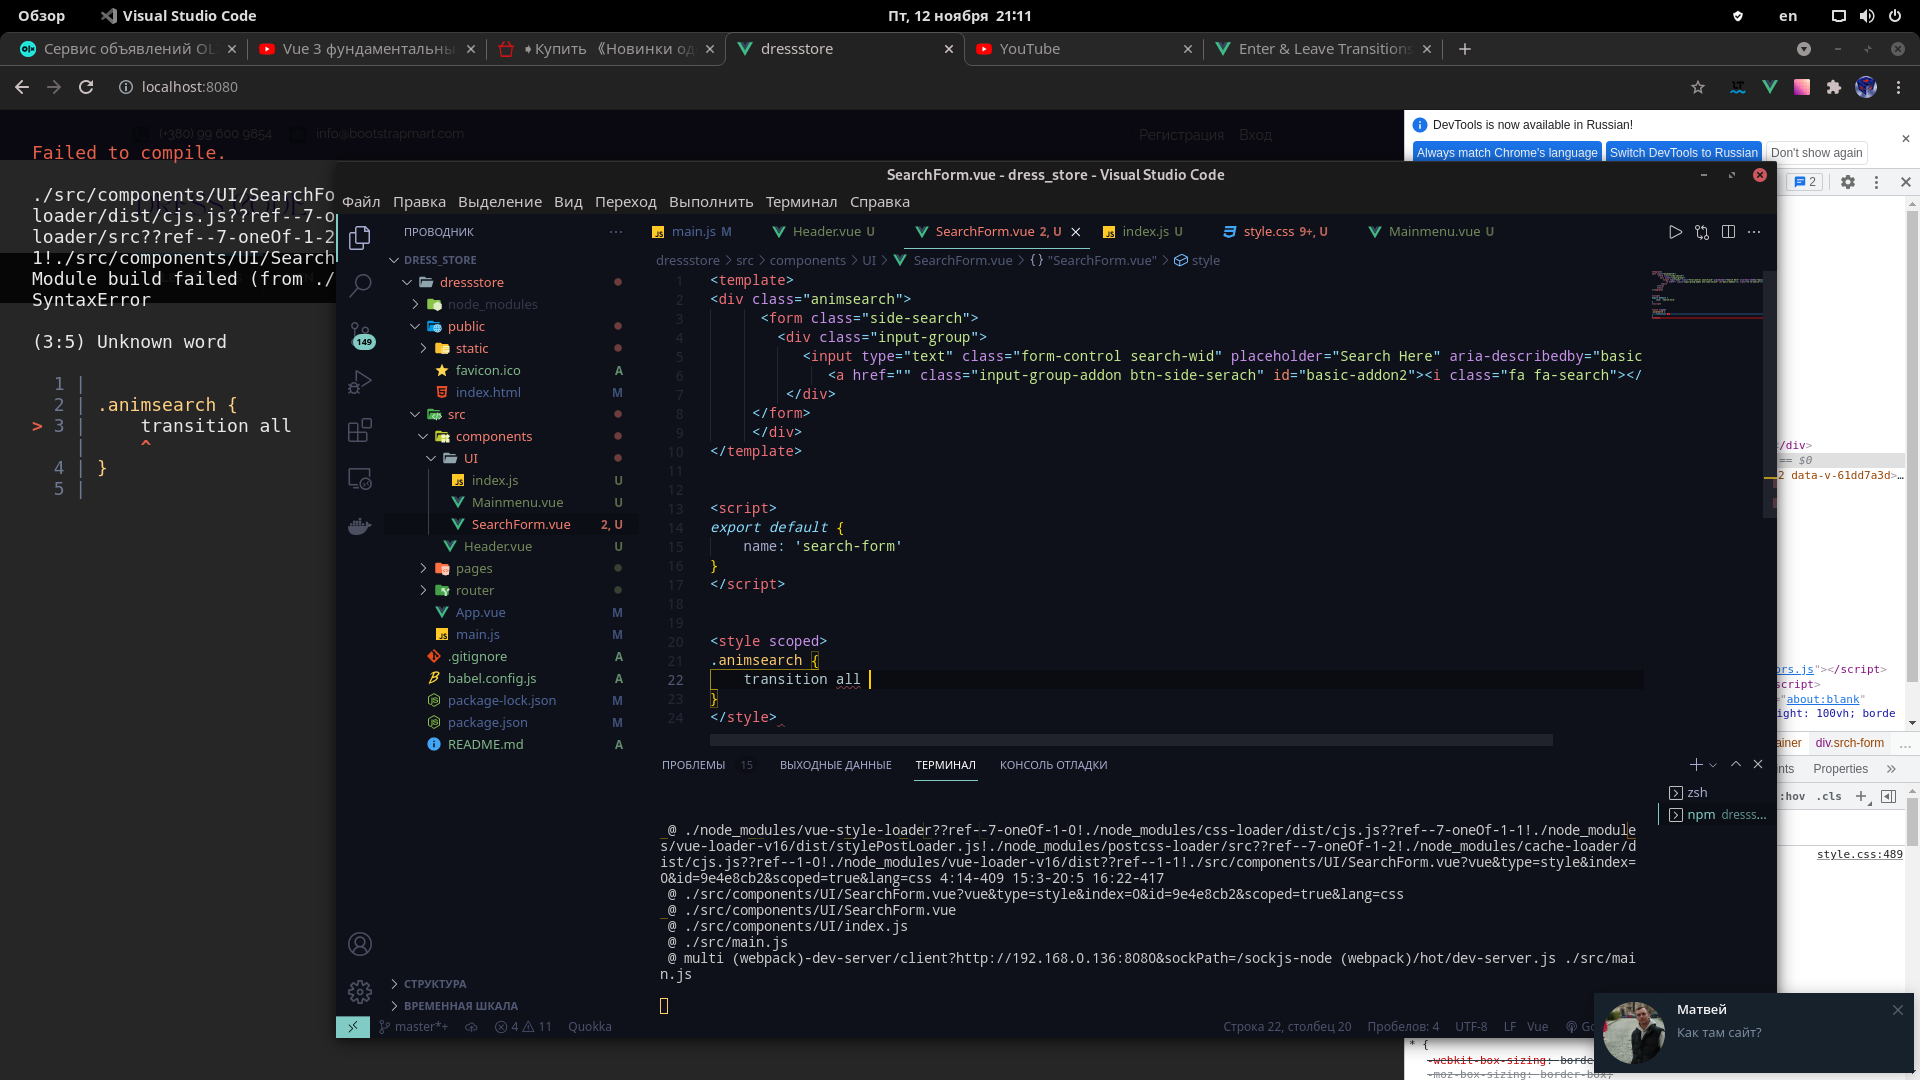 Обзор
Visual Studio Code
Пт, 12 ноября 21:11
en
Сервис объявлений OL
Vue 3 фундаментальны
➧Купить 《Новинки од
dressstore
YouTube
Enter & Leave Transitions
localhost:8080
(+380) 99 600 9854
info@bootstrapmart.com
Регистрация
Вход
Failed to compile.
./src/components/UI/SearchFo
loader/dist/cjs.js??ref--7-o
loader/src??ref--7-oneOf-1-2
1!./src/components/UI/Search
Module build failed (from ./
SyntaxError
(3:5) Unknown word
1 |
2 | .animsearch {
> 3 | transition all
| ^
4 | }
5 |
DevTools is now available in Russian!
Always match Chrome's language
Switch DevTools to Russian
Don't show again
2
SearchForm.vue - dress_store - Visual Studio Code
Файл Правка Выделение Вид Переход Выполнить Терминал Справка
ПРОВОДНИК
DRESS_STORE
dressstore
node_modules
public
static
favicon.ico A
index.html M
src
components
UI
index.js U
Mainmenu.vue U
SearchForm.vue 2, U
Header.vue U
pages
router
App.vue M
main.js M
.gitignore A
babel.config.js A
package-lock.json M
package.json M
README.md A
СТРУКТУРА
ВРЕМЕННАЯ ШКАЛА
149
main.js M
Header.vue U
SearchForm.vue 2, U
index.js U
style.css 9+, U
Mainmenu.vue U
dressstore > src > components > UI > SearchForm.vue > {} "SearchForm.vue" > style
1 <template>
2 <div class="animsearch">
3 <form class="side-search">
4 <div class="input-group">
5 <input type="text" class="form-control search-wid" placeholder="Search Here" aria-describedby="basic
6 <a href="" class="input-group-addon btn-side-serach" id="basic-addon2"><i class="fa fa-search"></
7 </div>
8 </form>
9 </div>
10 </template>
11
12
13 <script>
14 export default {
15 name: 'search-form'
16 }
17 </script>
18
19
20 <style scoped>
21 .animsearch {
22 transition all
23 }
24 </style>
ПРОБЛЕМЫ 15
ВЫХОДНЫЕ ДАННЫЕ
ТЕРМИНАЛ
КОНСОЛЬ ОТЛАДКИ
zsh
npm dresss...
@ ./node_modules/vue-style-loader??ref--7-oneOf-1-0!./node_modules/css-loader/dist/cjs.js??ref--7-oneOf-1-1!./node_module
s/vue-loader-v16/dist/stylePostLoader.js!./node_modules/postcss-loader/src??ref--7-oneOf-1-2!./node_modules/cache-loader/d
ist/cjs.js??ref--1-0!./node_modules/vue-loader-v16/dist??ref--1-1!./src/components/UI/SearchForm.vue?vue&type=style&index=
0&id=9e4e8cb2&scoped=true&lang=css 4:14-409 15:3-20:5 16:22-417
@ ./src/components/UI/SearchForm.vue?vue&type=style&index=0&id=9e4e8cb2&scoped=true&lang=css
@ ./src/components/UI/SearchForm.vue
@ ./src/components/UI/index.js
@ ./src/main.js
@ multi (webpack)-dev-server/client?http://192.168.0.136:8080&sockPath=/sockjs-node (webpack)/hot/dev-server.js ./src/mai
n.js
master*+
4
11
Quokka
Строка 22, столбец 20
Пробелов: 4
UTF-8
LF
Vue
Go
</div>
== $0
2 data-v-61dd7a3d>…
ors.js"></script>
script>
="about:blank"
ight: 100vh; borde
ainer
div.srch-form
...
nts
Properties
»
:hov .cls
style.css:489
* {
-webkit-box-sizing: borde
-moz-box-sizing: border-box;
Матвей
Как там сайт?